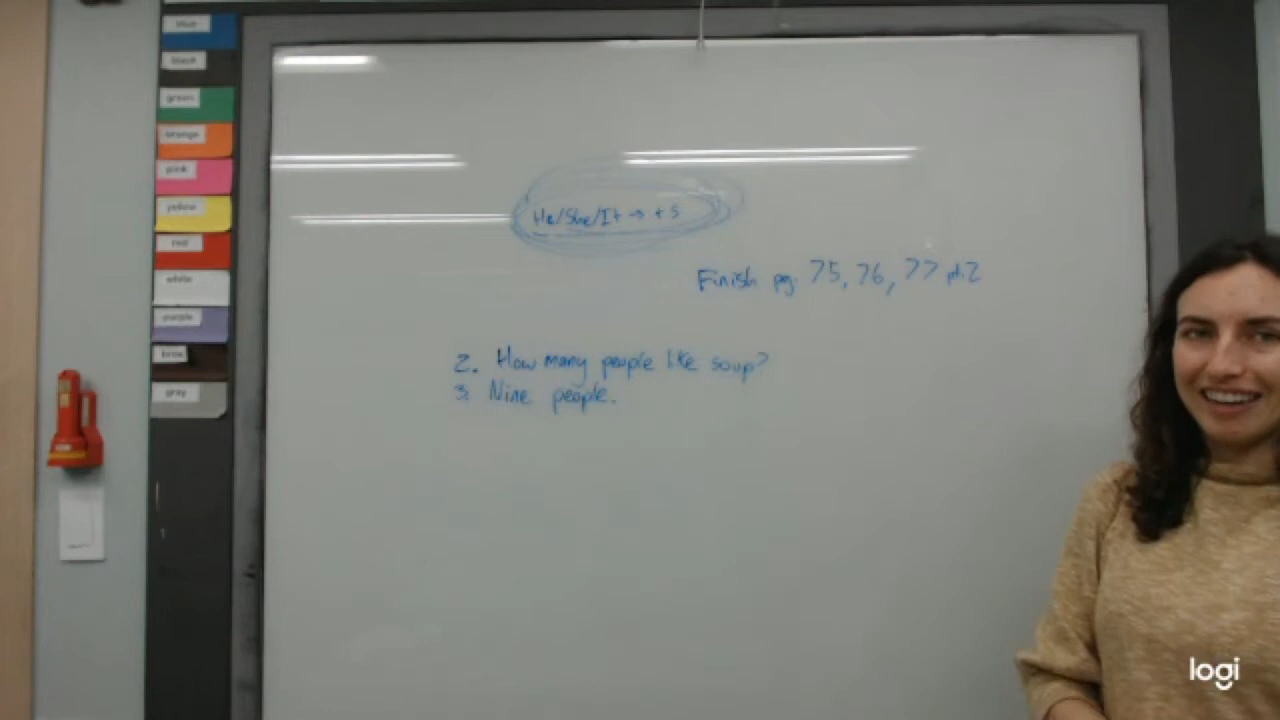 blue
black
green
orange
pink
yellow
red
white
purple
brow
gray
He/She/It → +S
Finish pg. 75, 76, 77 pt.2
2. How many people like soup?
3. Nine people.
logi